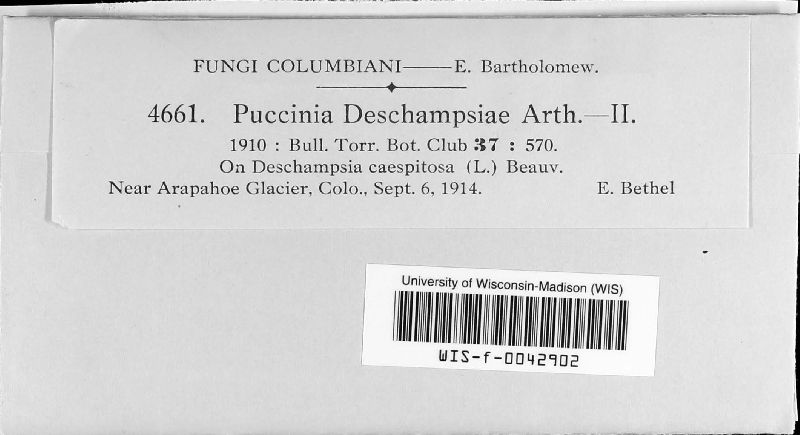 FUNGI COLUMBIANI——E. Bartholomew.
4661. Puccinia Deschampsiae Arth.—II.
1910 : Bull. Torr. Bot. Club 37 : 570.
On Deschampsia caespitosa (L.) Beauv.
Near Arapahoe Glacier, Colo., Sept. 6, 1914. E. Bethel
University of Wisconsin-Madison (WIS)
WIS-f-0042902